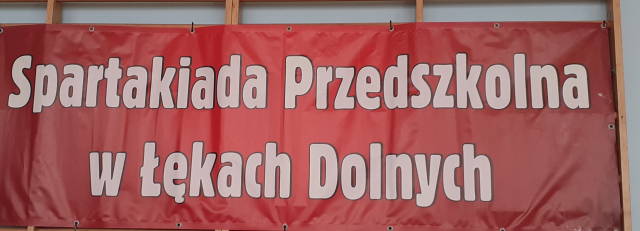 Spartakiada Przedszkolna
w Łękach Dolnych